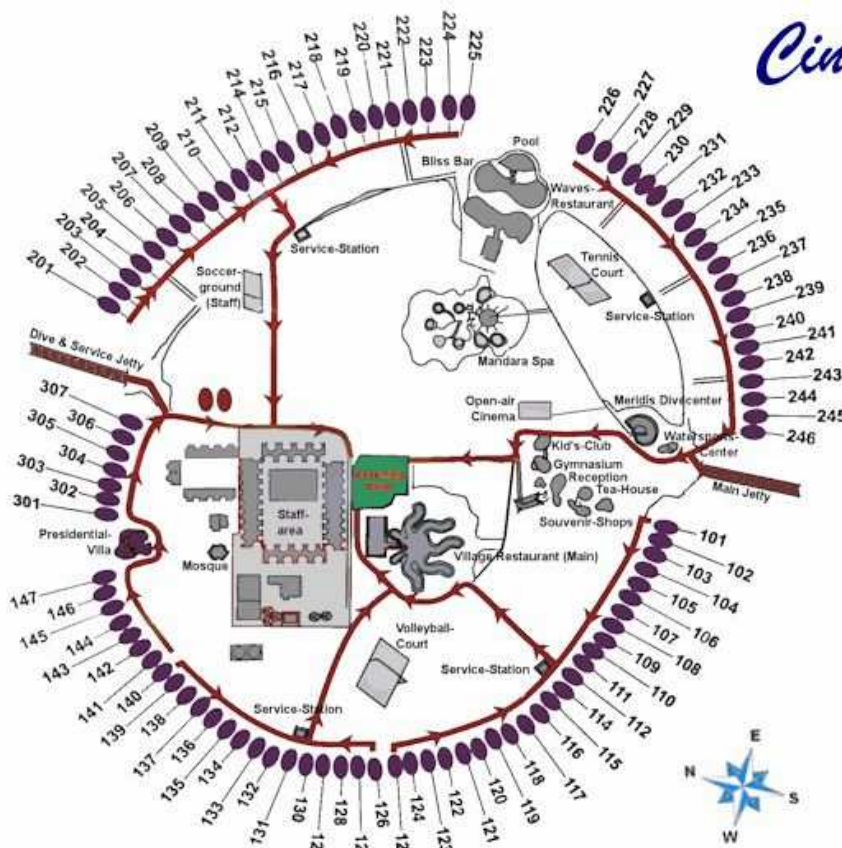 Cin
201
202
203
204
205
206
207
208
209
210
211
212
214
215
216
217
218
219
220
221
222
223
224
225
226
227
228
229
230
231
232
233
234
235
236
237
238
239
240
241
242
243
244
245
246
Pool
Bliss Bar
Waves-
Restaurant
Service-Station
Soccer-
ground
(Staff)
Tennis-
Court
Service-Station
Mandara Spa
Dive & Service Jetty
Open-air
Cinema
Meridis Divecenter
Watersports-
Center
Main Jetty
Kid's-Club
Gymnasium
Reception
Tea-House
Souvenir-Shops
307
306
305
304
303
302
301
Presidential-
Villa
Mosque
Staff-
area
Village Restaurant (Main)
Volleyball-
Court
Service-Station
Service-Station
101
102
103
104
105
106
107
108
109
110
111
112
114
115
116
117
118
119
120
121
122
123
124
126
128
130
131
132
133
134
135
136
137
138
139
140
141
142
143
144
145
146
147
E
N
S
W